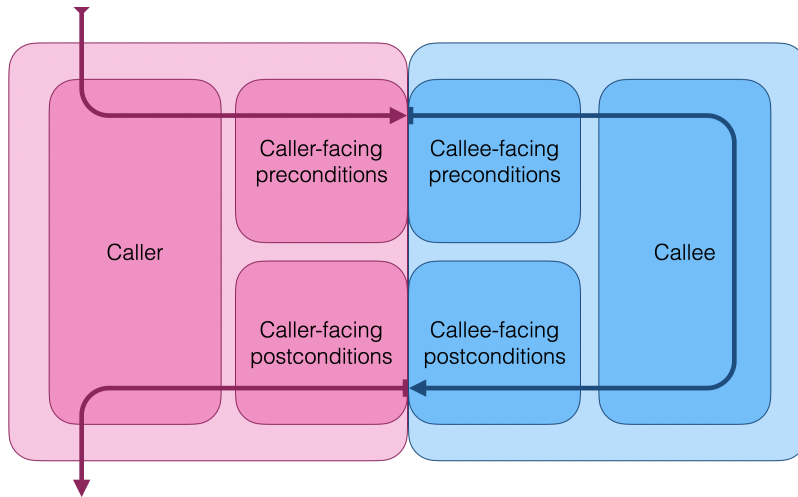 Caller-facing
preconditions
Callee-facing
preconditions
Caller
Callee
Caller-facing
postconditions
Callee-facing
postconditions